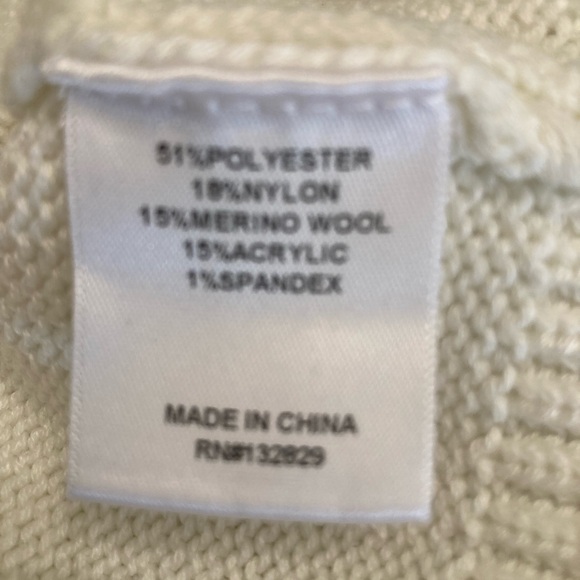 51%POLYESTER
18%NYLON
15%MERINO WOOL
15%ACRYLIC
1%SPANDEX
MADE IN CHINA
RN#132829